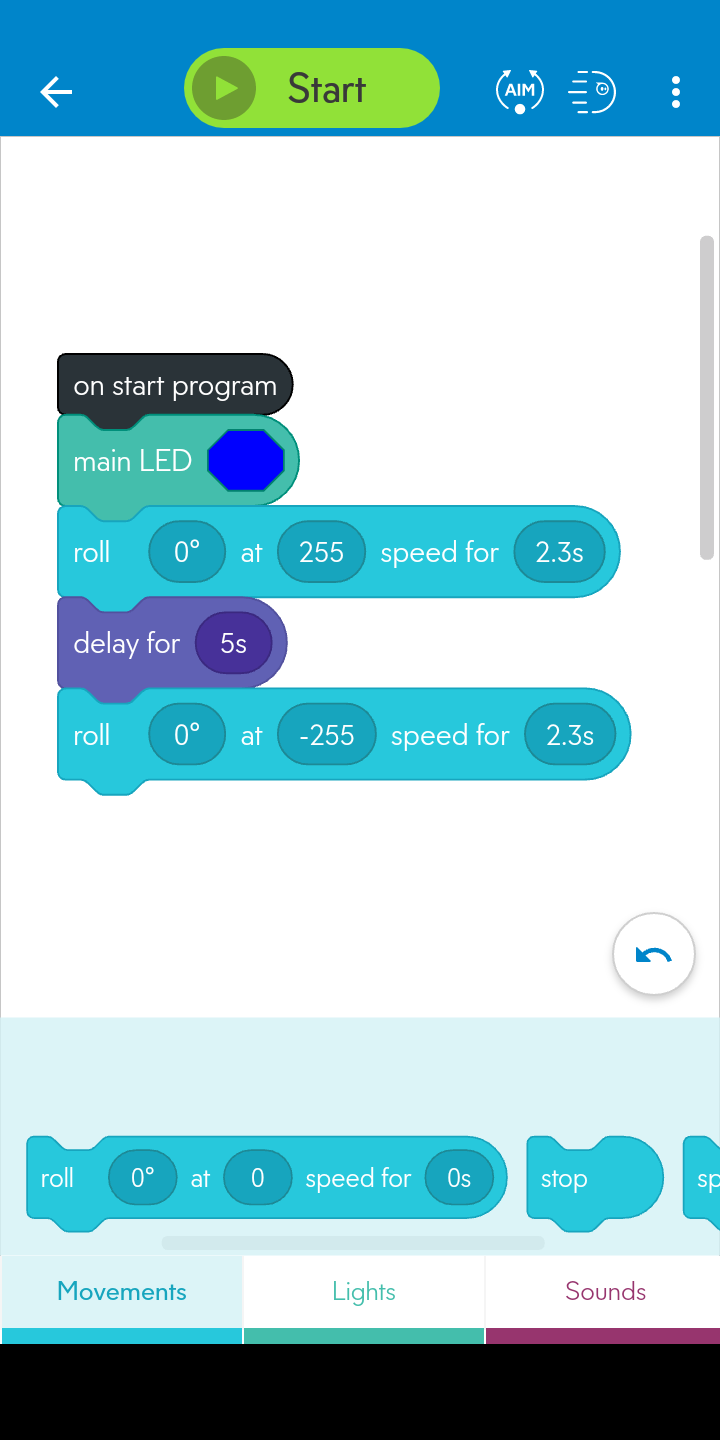 Start
AIM
on start program
main LED
roll 0° at 255 speed for 2.3s
delay for 5s
roll 0° at -255 speed for 2.3s
roll 0° at 0 speed for 0s stop sp
Movements Lights Sounds